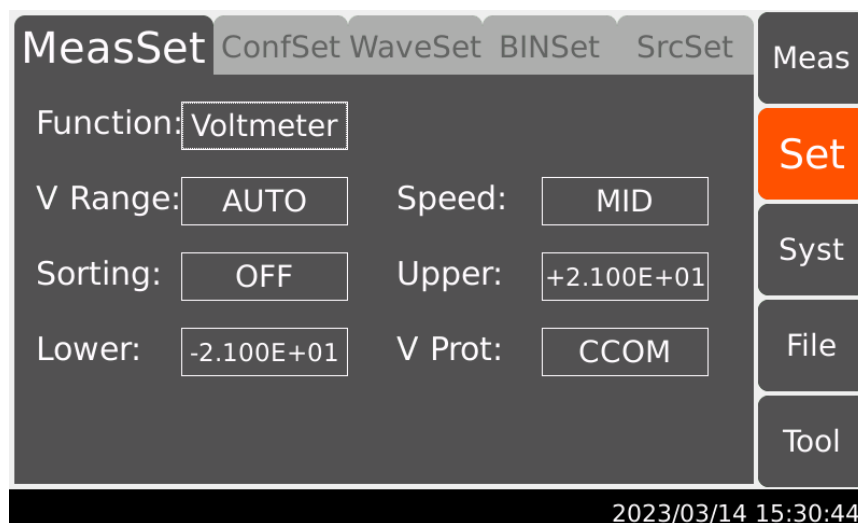 MeasSet ConfSet WaveSet BINSet SrcSet
Function: Voltmeter
V Range: AUTO Speed: MID
Sorting: OFF Upper: +2.100E+01
Lower: -2.100E+01 V Prot: CCOM
Meas
Set
Syst
File
Tool
2023/03/14 15:30:44